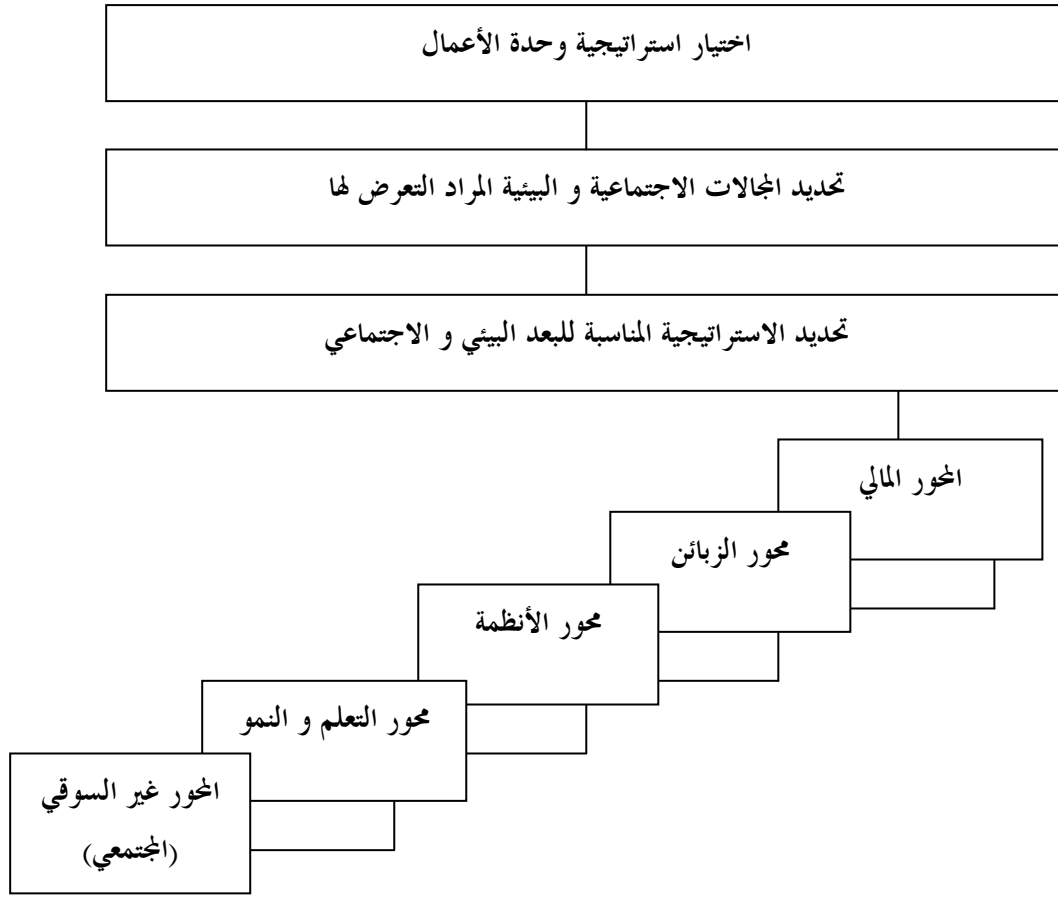 اختيار استراتيجية وحدة الأعمال
تحديد المجالات الاجتماعية و البيئية المراد التعرض لها
تحديد الاستراتيجية المناسبة للبعد البيئي و الاجتماعي
المحور المالي
محور الزبائن
محور الأنظمة
محور التعلم و النمو
المحور غير السوقي
(المجتمعي)